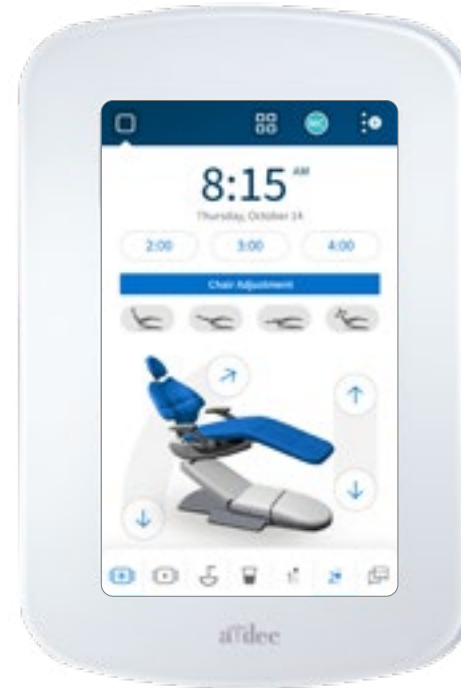 8:15 AM
Thursday, October 14
2:00 3:00 4:00
Chair Adjustment
a dec